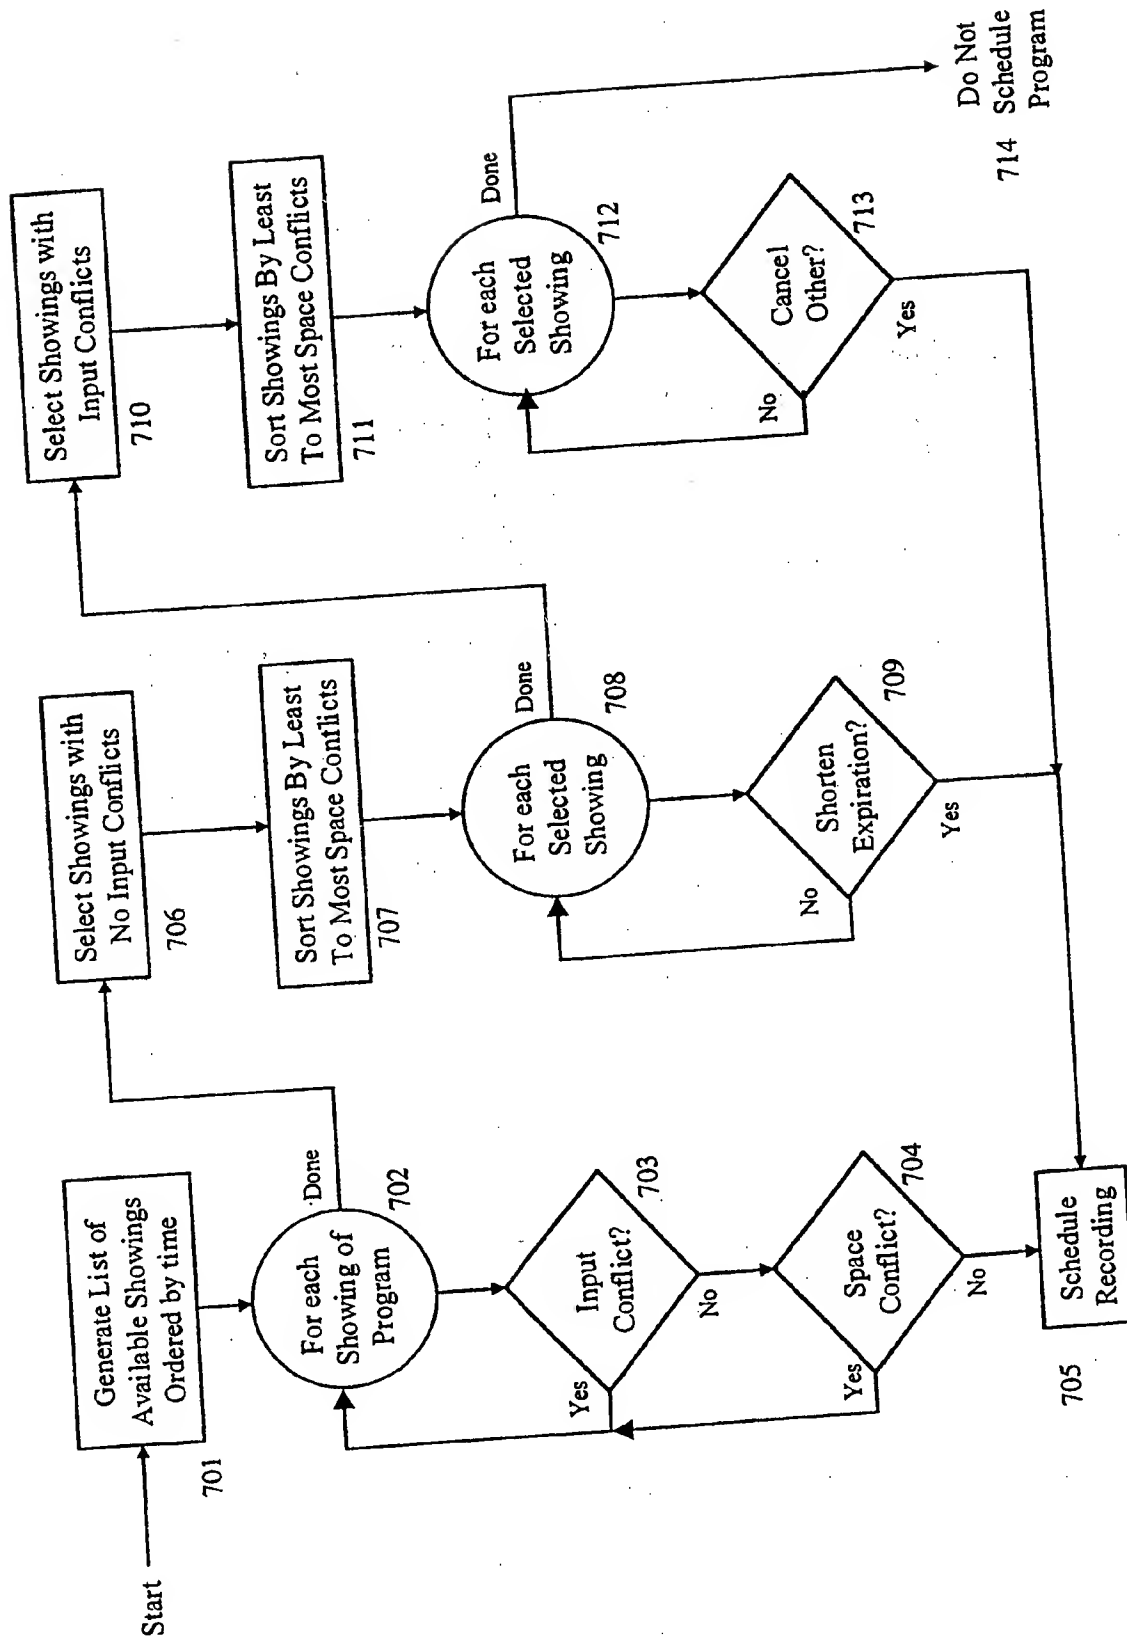 Start
Generate List of
Available Showings
Ordered by time
701
For each
Showing of
Program
702
Done
Input
Conflict?
703
Yes
No
Space
Conflict?
704
Yes
No
Schedule
Recording
705
Select Showings with
No Input Conflicts
706
Sort Showings By Least
To Most Space Conflicts
707
For each
Selected
Showing
708
Done
Shorten
Expiration?
709
No
Yes
Select Showings with
Input Conflicts
710
Sort Showings By Least
To Most Space Conflicts
711
For each
Selected
Showing
712
Done
Cancel
Other?
713
No
Yes
714
Do Not
Schedule
Program